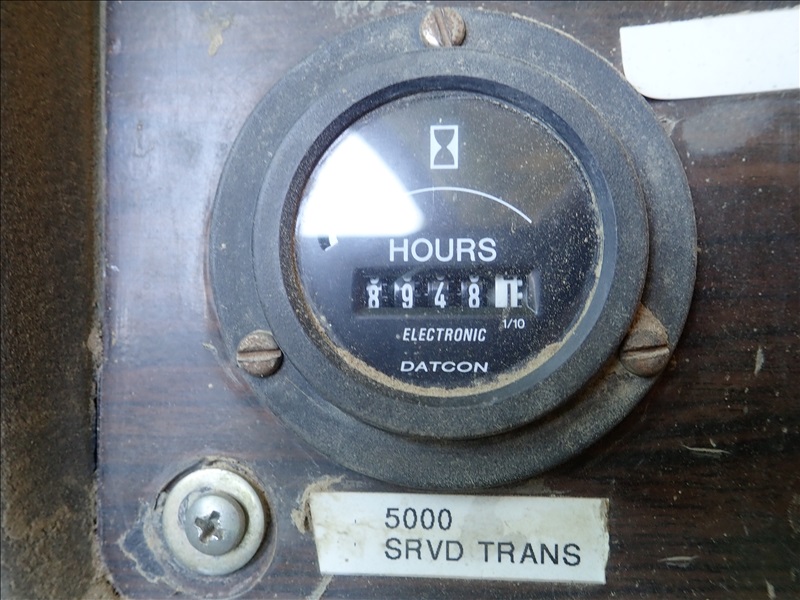 HOURS
8948
1/10
ELECTRONIC
DATCON
5000
SRVD TRANS